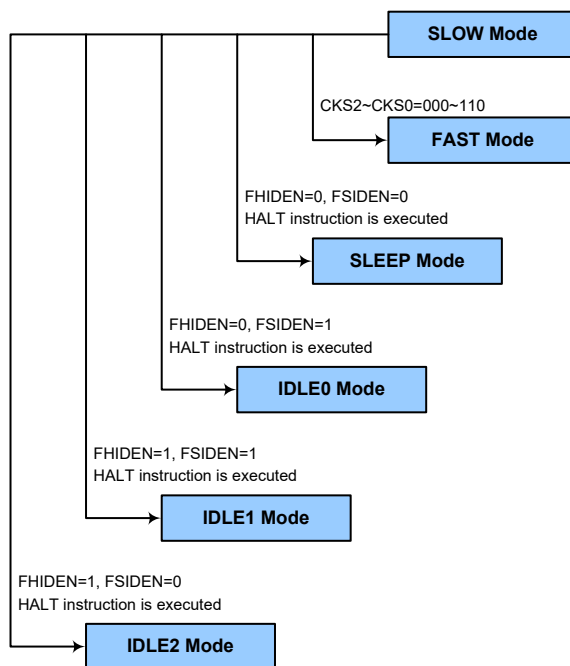 SLOW Mode
CKS2~CKS0=000~110
FAST Mode
FHIDEN=0, FSIDEN=0
HALT instruction is executed
SLEEP Mode
FHIDEN=0, FSIDEN=1
HALT instruction is executed
IDLE0 Mode
FHIDEN=1, FSIDEN=1
HALT instruction is executed
IDLE1 Mode
FHIDEN=1, FSIDEN=0
HALT instruction is executed
IDLE2 Mode